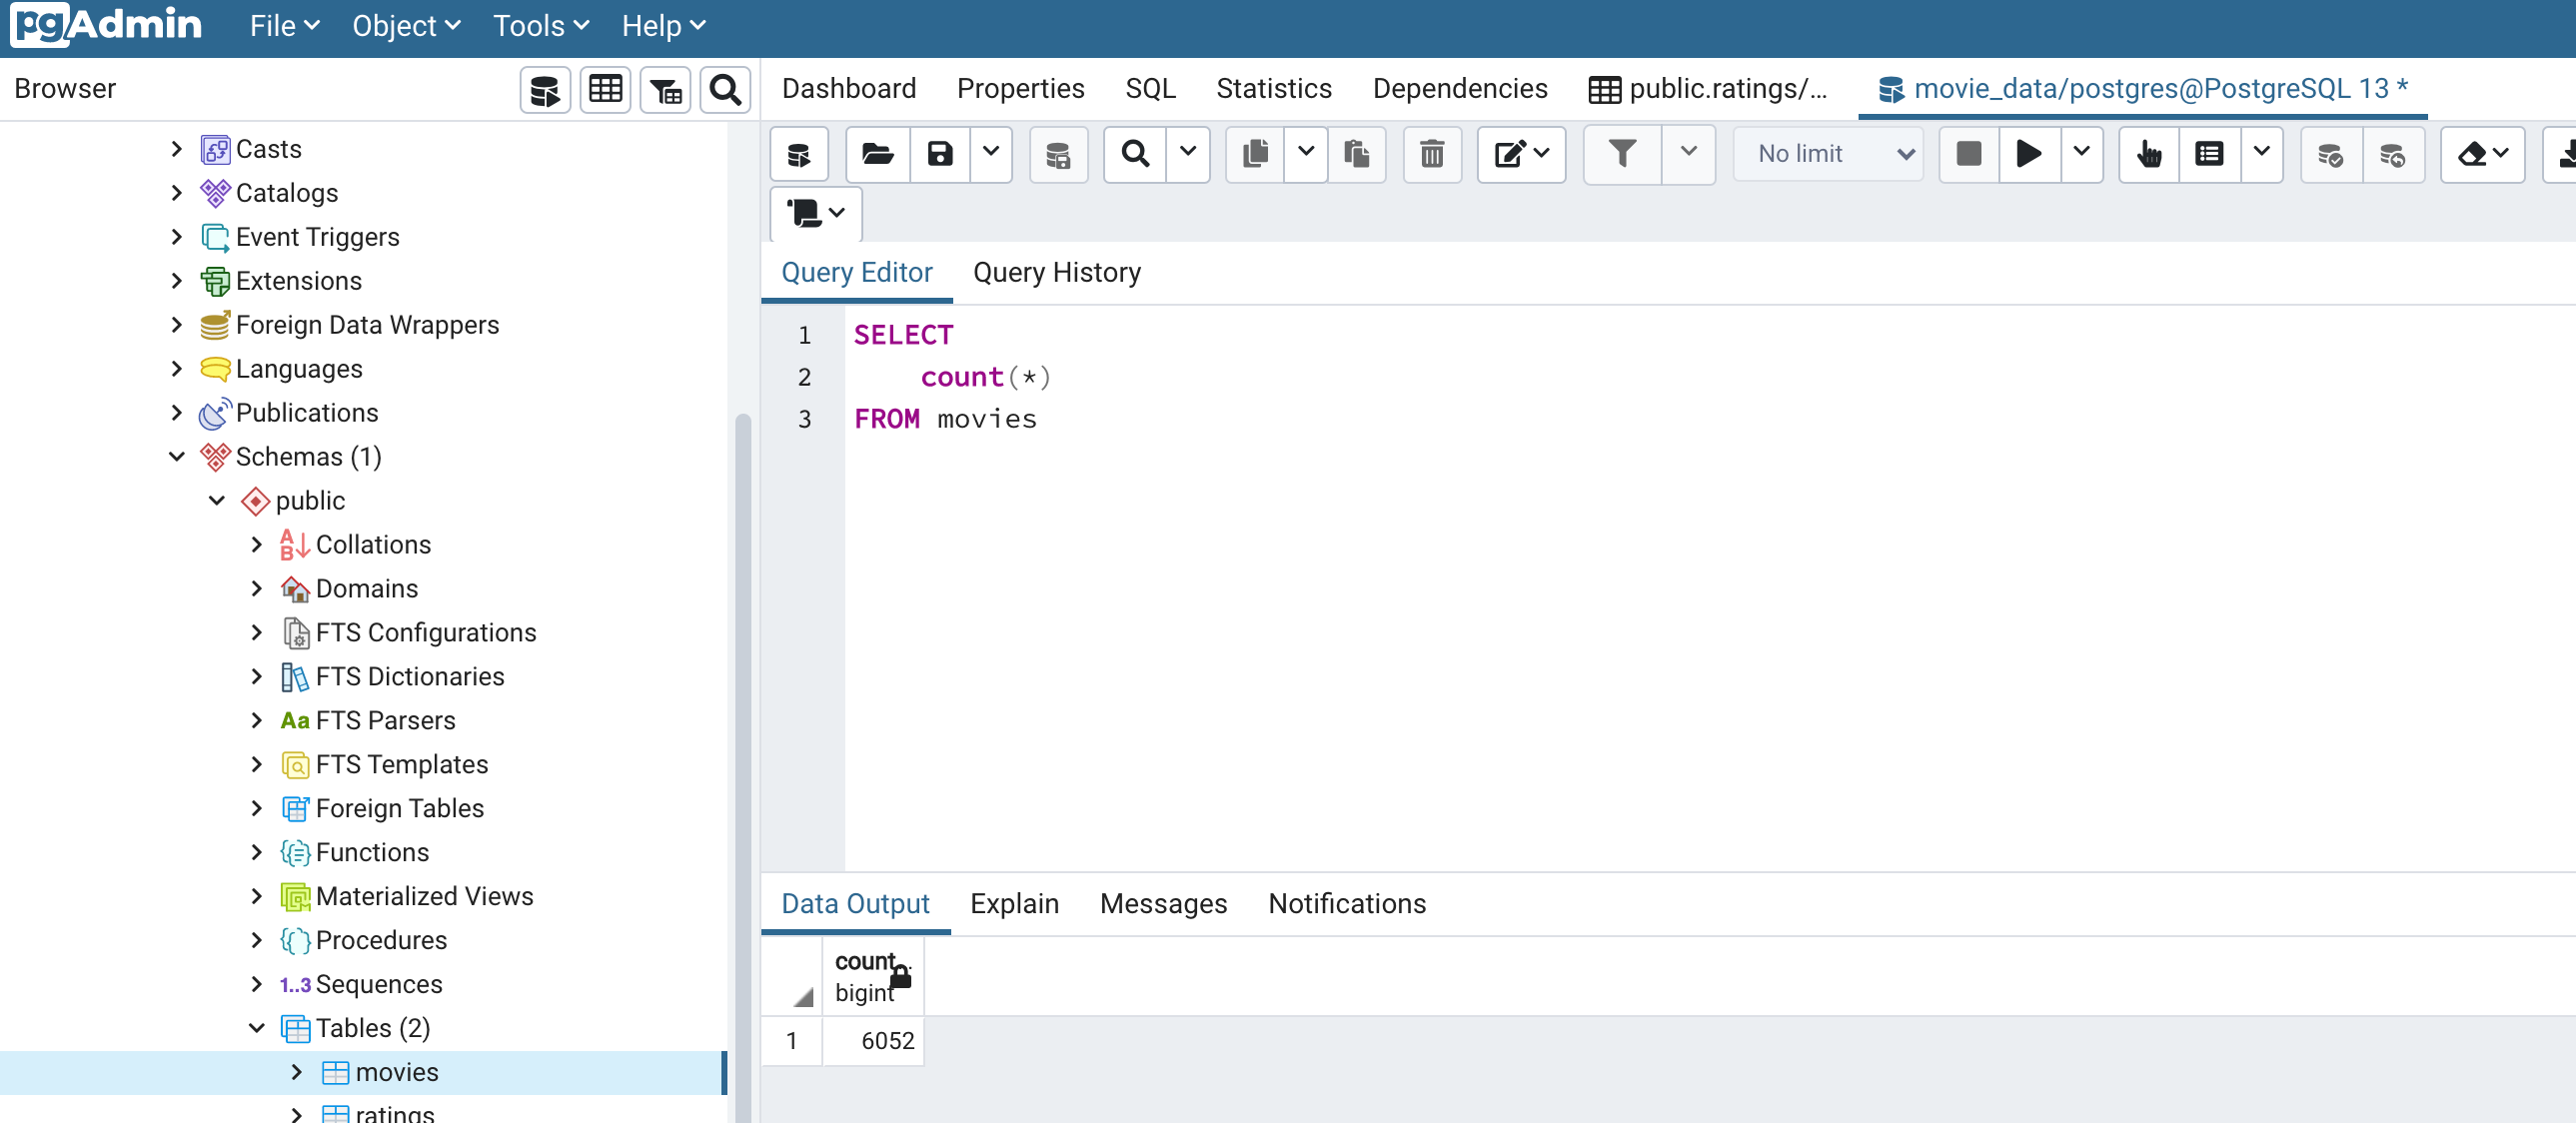 pgAdmin File Object Tools Help
Browser
Dashboard Properties SQL Statistics Dependencies public.ratings/... movie_data/postgres@PostgreSQL 13 *
No limit
Casts
Catalogs
Event Triggers
Extensions
Foreign Data Wrappers
Languages
Publications
Schemas (1)
public
Collations
Domains
FTS Configurations
FTS Dictionaries
Aa FTS Parsers
FTS Templates
Foreign Tables
Functions
Materialized Views
Procedures
1..3 Sequences
Tables (2)
movies
ratings
Query Editor Query History
1 SELECT
2 count(*)
3 FROM movies
Data Output Explain Messages Notifications
count
bigint
1 6052